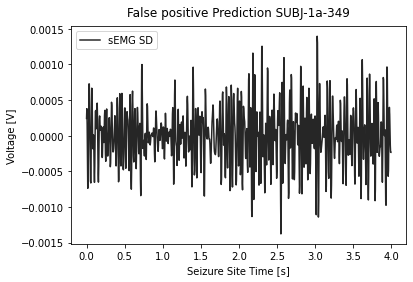 False positive Prediction SUBJ-1a-349
sEMG SD
Voltage [V]
0.0015
0.0010
0.0005
0.0000
−0.0005
−0.0010
−0.0015
0.0 0.5 1.0 1.5 2.0 2.5 3.0 3.5 4.0
Seizure Site Time [s]